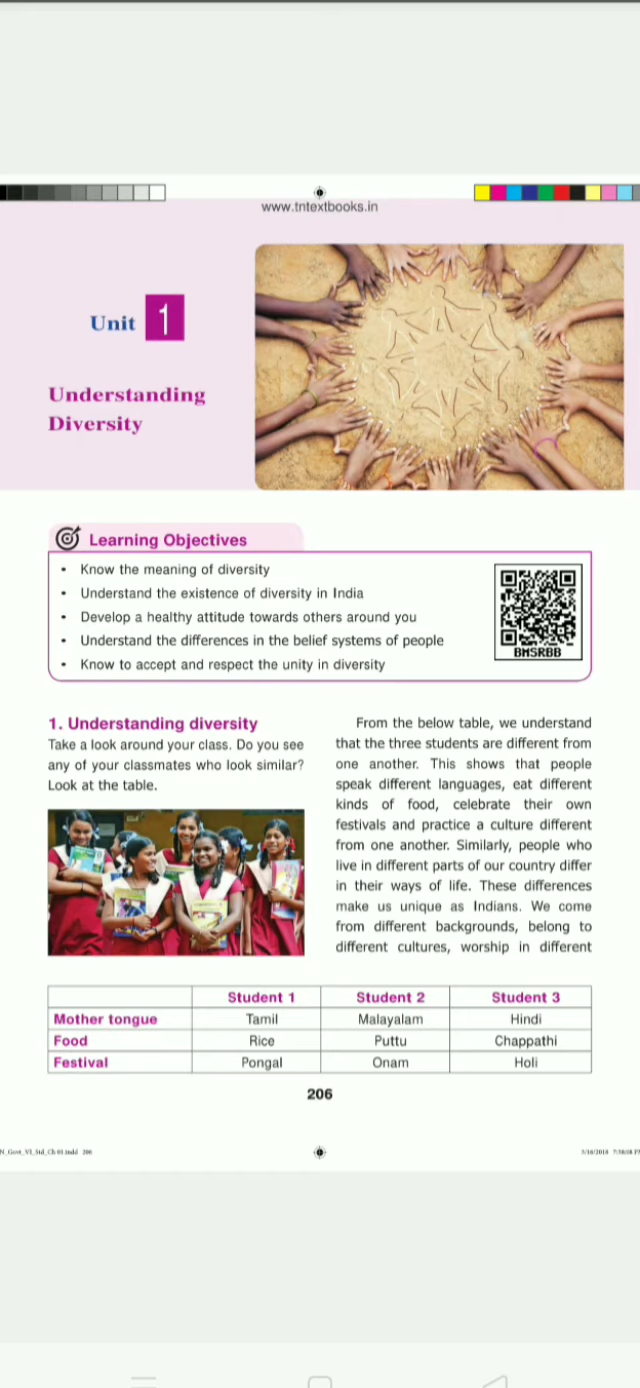 www.tntextbooks.in
Unit 1
Understanding
Diversity
Learning Objectives
• Know the meaning of diversity
• Understand the existence of diversity in India
• Develop a healthy attitude towards others around you
• Understand the differences in the belief systems of people
• Know to accept and respect the unity in diversity
BMSRBB
1. Understanding diversity
Take a look around your class. Do you see
any of your classmates who look similar?
Look at the table.
From the below table, we understand
that the three students are different from
one another. This shows that people
speak different languages, eat different
kinds of food, celebrate their own
festivals and practice a culture different
from one another. Similarly, people who
live in different parts of our country differ
in their ways of life. These differences
make us unique as Indians. We come
from different backgrounds, belong to
different cultures, worship in different
Student 1 Student 2 Student 3
Mother tongue Tamil Malayalam Hindi
Food Rice Puttu Chappathi
Festival Pongal Onam Holi
206